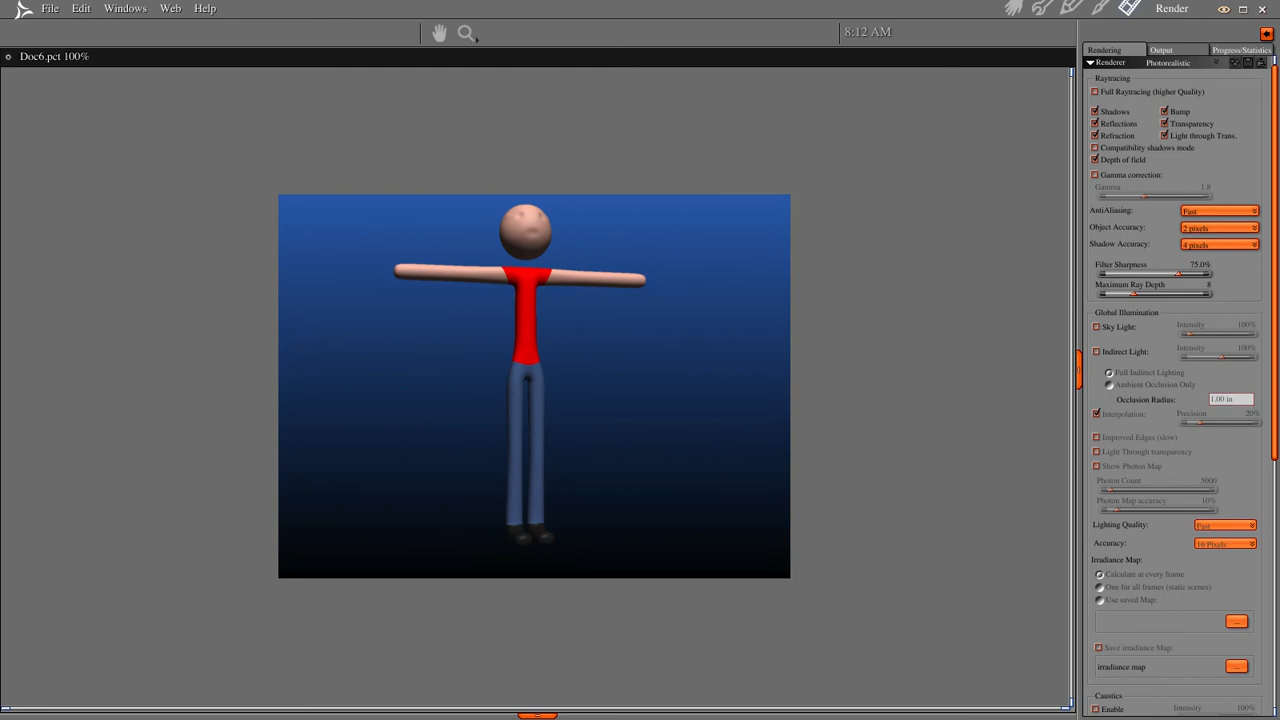 File Edit Windows Web Help Render
8:12 AM
Doc6.pct 100%
Rendering Output Progress/Statistics
Renderer Photorealistic
Raytracing
Full Raytracing (higher Quality)
Shadows Bump
Reflections Transparency
Refraction Light through Trans.
Compatibility shadows mode
Depth of field
Gamma correction:
Gamma 1.8
AntiAliasing: Fast
Object Accuracy: 2 pixels
Shadow Accuracy: 4 pixels
Filter Sharpness 75.0%
Maximum Ray Depth 8
Global Illumination
Sky Light: Intensity 100%
Indirect Light: Intensity 100%
Full Indirect Lighting
Ambient Occlusion Only
Occlusion Radius: 1.00 in
Interpolation: Precision 20%
Improved Edges (slow)
Light Through transparency
Show Photon Map
Photon Count 5000
Photon Map accuracy 10%
Lighting Quality: Fast
Accuracy: 16 Pixels
Irradiance Map:
Calculate at every frame
One for all frames (static scenes)
Use saved Map:
...
Save irradiance Map:
irradiance map ...
Caustics
Enable Intensity 100%